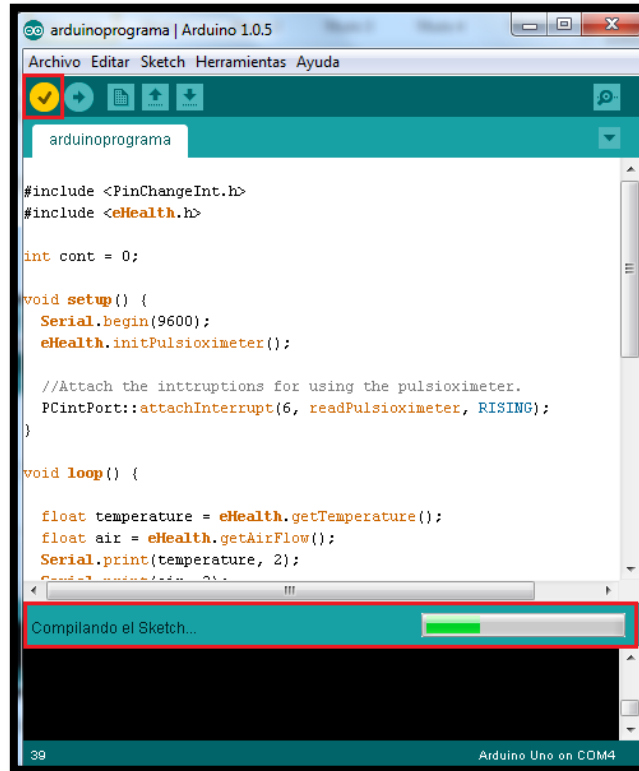 arduinoprograma | Arduino 1.0.5
Archivo Editar Sketch Herramientas Ayuda
arduinoprograma
#include <PinChangeInt.h>
#include <eHealth.h>
int cont = 0;
void setup() {
Serial.begin(9600);
eHealth.initPulsioximeter();
//Attach the inttruptions for using the pulsioximeter.
PCintPort::attachInterrupt(6, readPulsioximeter, RISING);
}
void loop() {
float temperature = eHealth.getTemperature();
float air = eHealth.getAirFlow();
Serial.print(temperature, 2);
Compilando el Sketch...
39
Arduino Uno on COM4